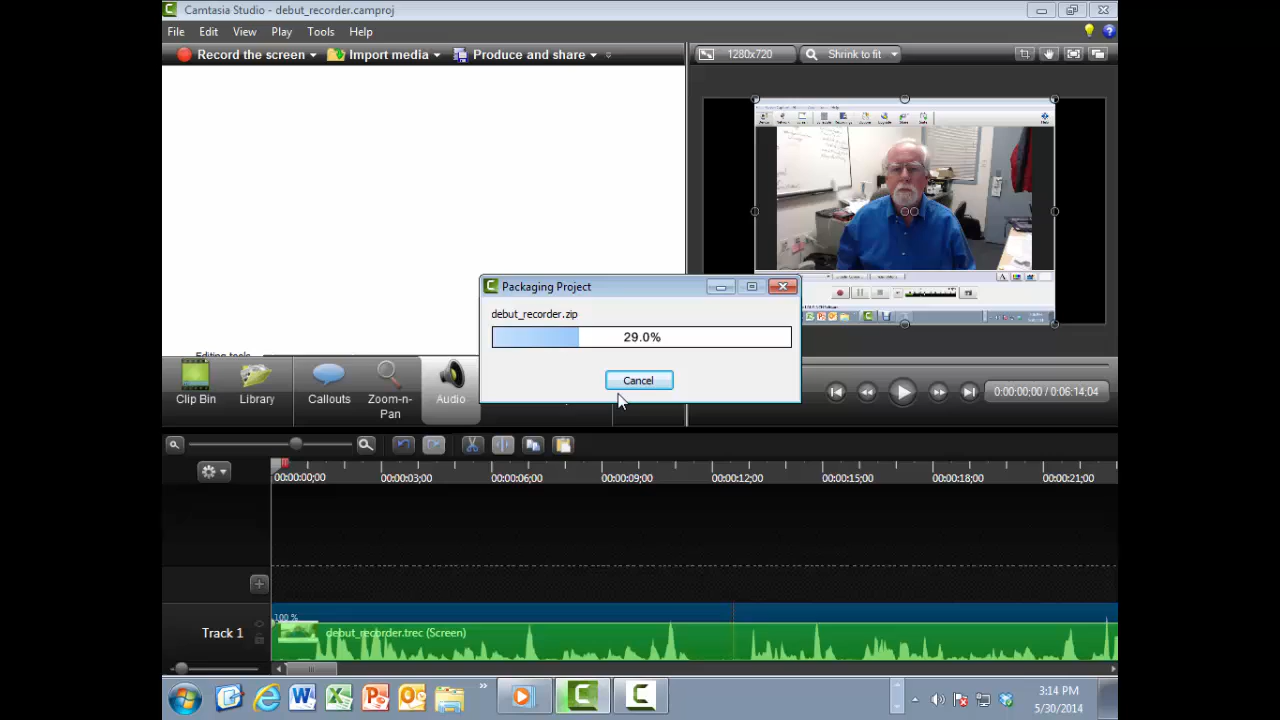 Camtasia Studio - debut_recorder.camproj
File Edit View Play Tools Help
Record the screen Import media Produce and share
1280x720 Shrink to fit
Packaging Project
debut_recorder.zip
29.0%
Cancel
Editing tools
Clip Bin Library Callouts Zoom-n-Pan Audio
0:00:00;00 / 0:06:14;04
00:00:00;00 00:00:03;00 00:00:06;00 00:00:09;00 00:00:12;00 00:00:15;00 00:00:18;00 00:00:21;00
100 %
Track 1 debut_recorder.trec (Screen)
3:14 PM
5/30/2014